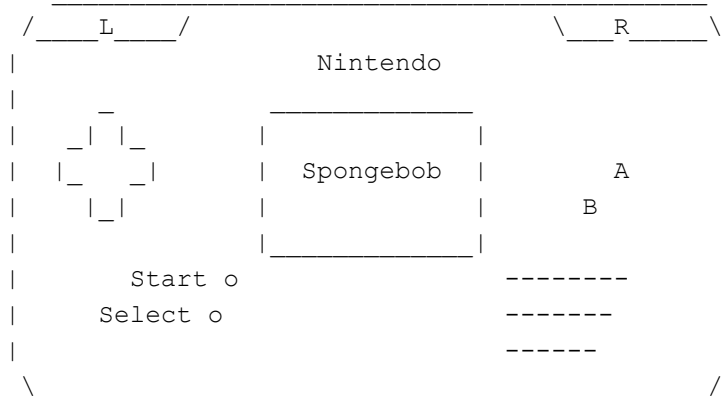 L R
Nintendo
Spongebob
A
B
Start o
Select o